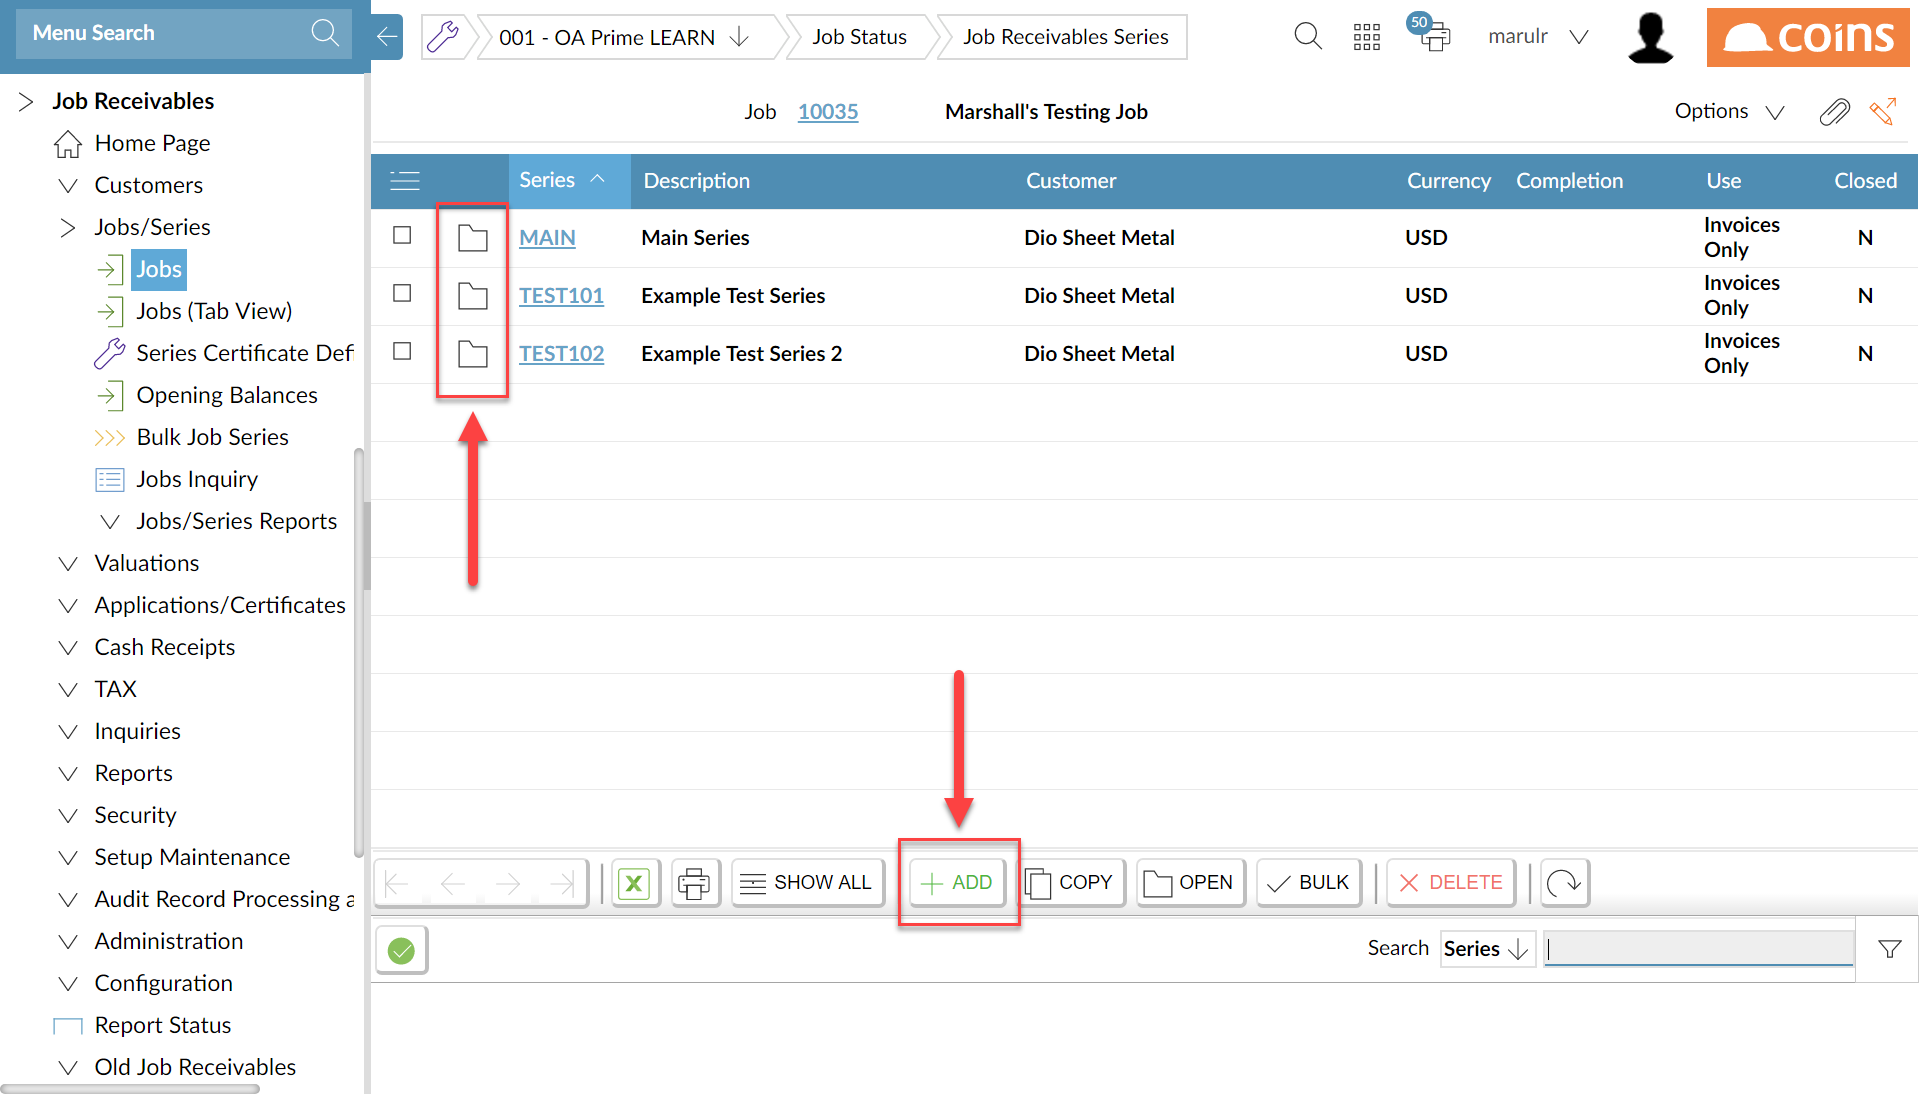 Menu Search
001 - OA Prime LEARN
Job Status
Job Receivables Series
50
marulr
coins
Job Receivables
Home Page
Customers
Jobs/Series
Jobs
Jobs (Tab View)
Series Certificate Defi
Opening Balances
Bulk Job Series
Jobs Inquiry
Jobs/Series Reports
Valuations
Applications/Certificates
Cash Receipts
TAX
Inquiries
Reports
Security
Setup Maintenance
Audit Record Processing a
Administration
Configuration
Report Status
Old Job Receivables
Job 10035 Marshall's Testing Job
Options
Series Description Customer Currency Completion Use Closed
MAIN Main Series Dio Sheet Metal USD Invoices Only N
TEST101 Example Test Series Dio Sheet Metal USD Invoices Only N
TEST102 Example Test Series 2 Dio Sheet Metal USD Invoices Only N
SHOW ALL ADD COPY OPEN BULK DELETE
Search Series